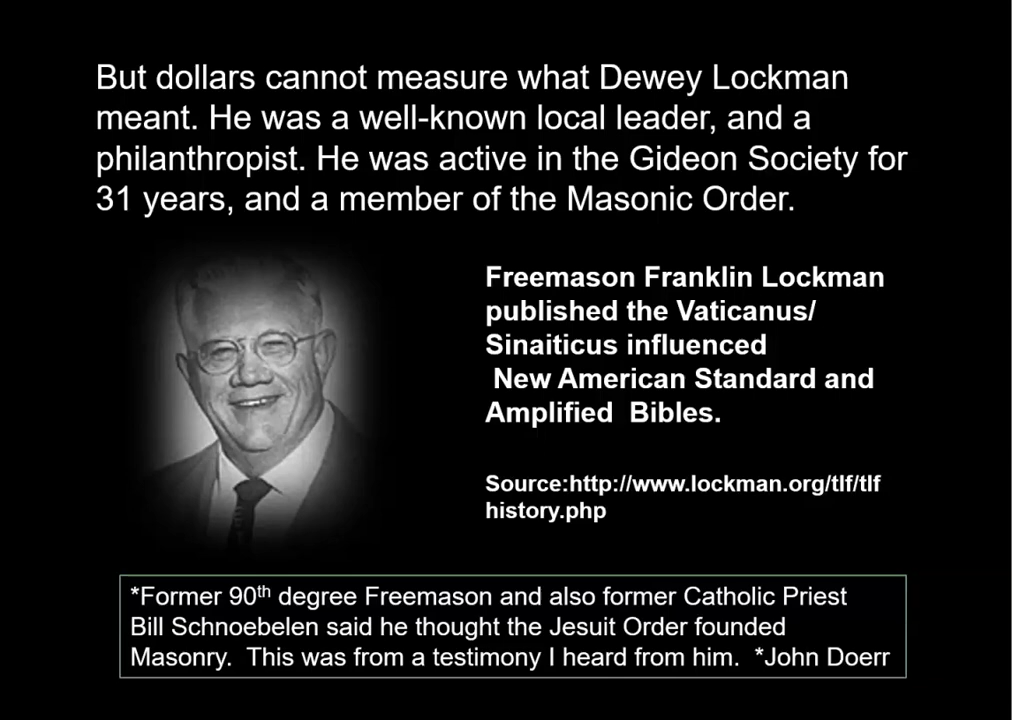 But dollars cannot measure what Dewey Lockman
meant. He was a well-known local leader, and a
philanthropist. He was active in the Gideon Society for
31 years, and a member of the Masonic Order.
Freemason Franklin Lockman
published the Vaticanus/
Sinaiticus influenced
New American Standard and
Amplified Bibles.
Source:http://www.lockman.org/tlf/tlf
history.php
*Former 90th degree Freemason and also former Catholic Priest
Bill Schnoebelen said he thought the Jesuit Order founded
Masonry. This was from a testimony I heard from him. *John Doerr